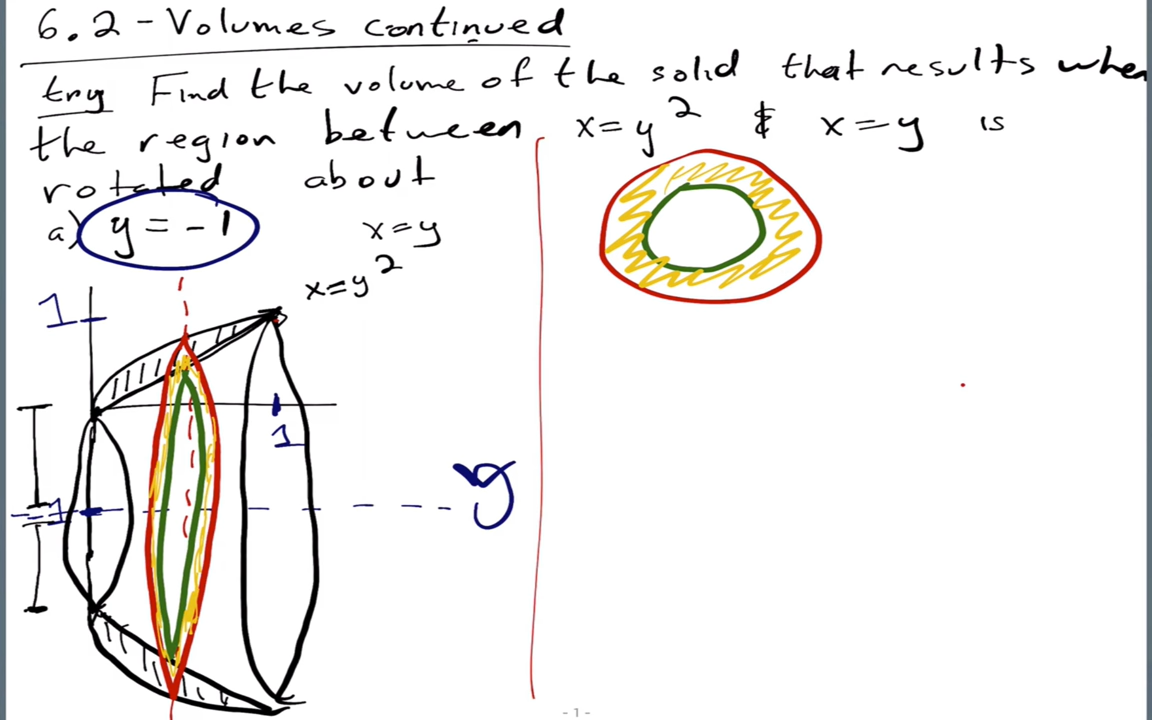 6.2 - Volumes continued
try Find the volume of the solid that results when
the region between x=y² & x=y is
rotated about
a) y = -1
x=y
x=y²
1
1
-1
- 1 -